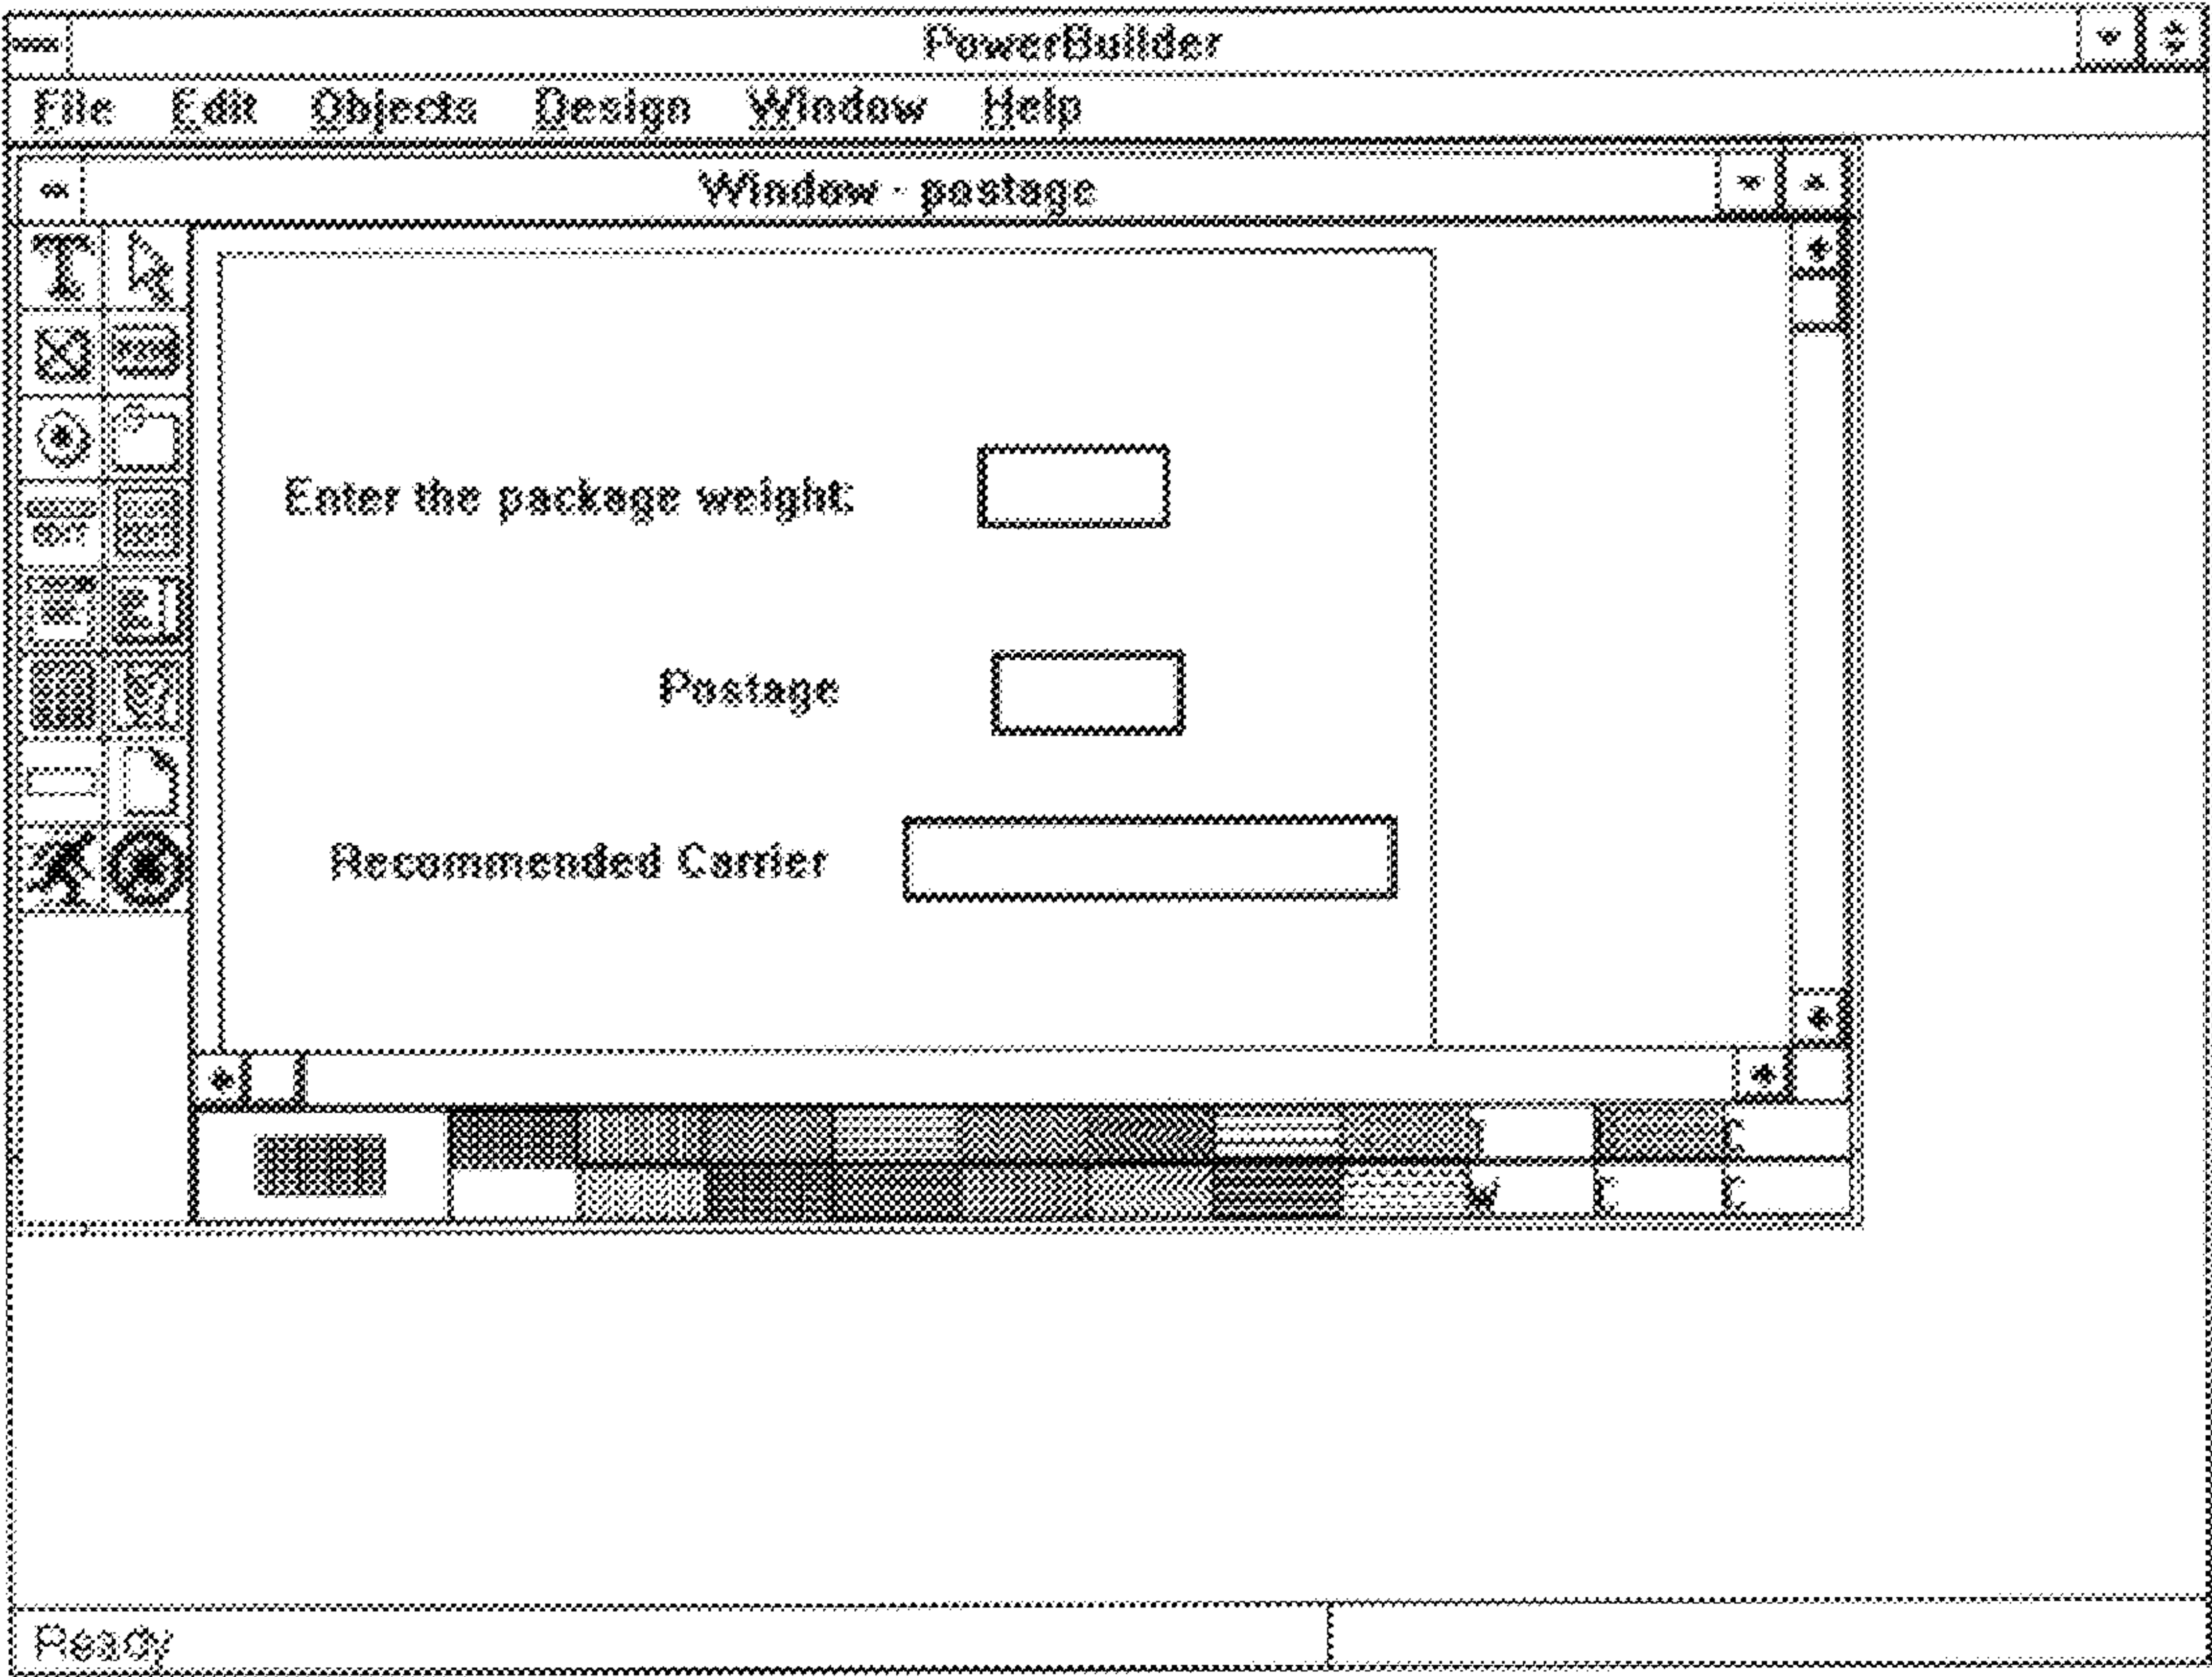 PowerBuilder
File Edit Objects Design Window Help
Window - postage
T
Enter the package weight:
Postage
Recommended Carrier
Ready